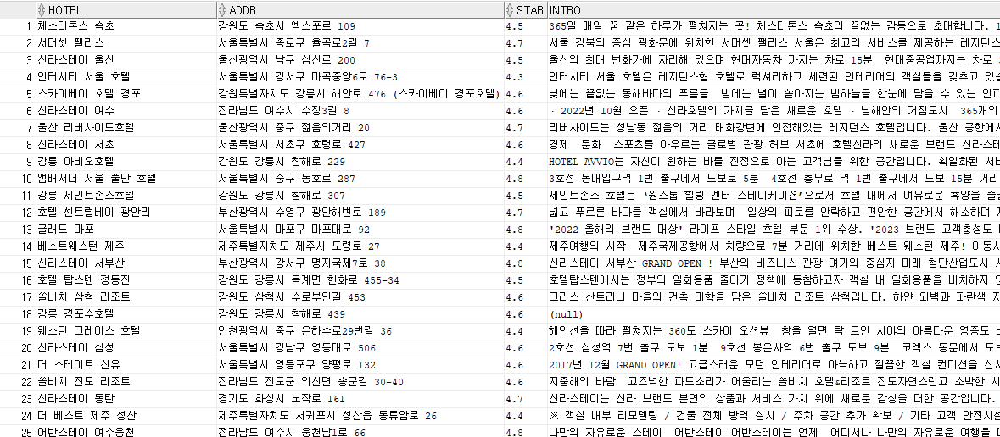 HOTEL ADDR STAR INTRO
1 체스터톤스 속초 강원도 속초시 엑스포로 109 4.5 365일 매일 꿈 같은 하루가 펼쳐지는 곳! 체스터톤스 속초의 끝없는 감동으로 초대합니다. 1
2 서머셋 팰리스 서울특별시 종로구 율곡로2길 7 4.7 서울 강북의 중심 광화문에 위치한 서머셋 팰리스 서울은 최고의 서비스를 제공하는 레지던스
3 신라스테이 울산 울산광역시 남구 삼산로 200 4.5 울산의 최대 번화가에 자리해 있으며 현대자동차 까지는 차로 15분 현대중공업까지는 차로
4 인터시티 서울 호텔 서울특별시 강서구 마곡중앙6로 76-3 4.3 인터시티 서울 호텔은 레지던스형 호텔로 럭셔리하고 세련된 인테리어의 객실들을 갖추고 있습
5 스카이베이 호텔 경포 강원특별자치도 강릉시 해안로 476 (스카이베이 경포호텔) 4.6 낮에는 끝없는 동해바다의 푸름을 밤에는 별이 쏟아지는 밤하늘을 한눈에 담을 수 있는 인피
6 신라스테이 여수 전라남도 여수시 수정3길 8 4.6 · 2022년 10월 오픈 · 신라호텔의 가치를 담은 새로운 호텔 · 남해안의 거점도시 365개의
7 울산 리버사이드호텔 울산광역시 중구 젊음의거리 20 4.7 리버사이드는 성남동 젊음의 거리 태화강변에 인접해있는 레지던스 호텔입니다. 울산 공항에서
8 신라스테이 서초 서울특별시 서초구 효령로 427 4.6 경제 문화 스포츠를 아우르는 글로벌 관광 허브 서초에 호텔신라의 새로운 브랜드 신라스테
9 강릉 아비오호텔 강원도 강릉시 창해로 229 4.4 HOTEL AVVIO는 자신이 원하는 바를 진정으로 아는 고객님을 위한 공간입니다. 획일화된 서비
10 앰배서더 서울 풀만 호텔 서울특별시 중구 동호로 287 4.8 3호선 동대입구역 1번 출구에서 도보로 5분 4호선 충무로 역 1번 출구에서 도보 15분 거리
11 강릉 세인트존스호텔 강원도 강릉시 창해로 307 4.5 세인트존스 호텔은 '원스톱 힐링 엔터 스테이케이션'으로서 호텔 내에서 여유로운 휴양을 즐길
12 호텔 센트럴베이 광안리 부산광역시 수영구 광안해변로 189 4.7 넓고 푸르른 바다를 객실에서 바라보며 일상의 피로를 안락하고 편안한 공간에서 해소하며
13 글래드 마포 서울특별시 마포구 마포대로 92 4.8 '2022 올해의 브랜드 대상' 라이프 스타일 호텔 부문 1위 수상. '2023 브랜드 고객충성도
14 베스트웨스턴 제주 제주특별자치도 제주시 도령로 27 4.4 제주여행의 시작 제주국제공항에서 차량으로 7분 거리에 위치한 베스트 웨스턴 제주! 이동시
15 신라스테이 서부산 부산광역시 강서구 명지국제7로 38 4.8 신라스테이 서부산 GRAND OPEN ! 부산의 비즈니스 관광 여가의 중심지 미래 첨단산업도시 서
16 호텔 탑스텐 정동진 강원도 강릉시 옥계면 헌화로 455-34 4.5 호텔탑스텐에서는 정부의 일회용품 줄이기 정책에 동참하고자 객실 내 일회용품을 비치하지 않
17 쏠비치 삼척 리조트 강원도 삼척시 수로부인길 453 4.6 그리스 산토리니 마을의 건축 미학을 담은 쏠비치 리조트 삼척입니다. 하얀 외벽과 파란색 지
18 강릉 경포수호텔 강원도 강릉시 창해로 439 4.6 (null)
19 웨스턴 그레이스 호텔 인천광역시 중구 은하수로29번길 36 4.4 해안선을 따라 펼쳐지는 360도 스카이 오션뷰 창을 열면 탁 트인 시야의 아름다운 영종도 바
20 신라스테이 삼성 서울특별시 강남구 영동대로 506 4.6 2호선 삼성역 7번 출구 도보 1분 9호선 봉은사역 6번 출구 도보 9분 코엑스 동문에서 도보
21 더 스테이트 선유 서울특별시 영등포구 양평로 132 4.6 2017년 12월 GRAND OPEN! 고급스러운 모던 인테리어로 아늑하고 깔끔한 객실 컨디션을 선사
22 쏠비치 진도 리조트 전라남도 진도군 의신면 송군길 30-40 4.6 지중해의 바람 고즈넉한 파도소리가 어울리는 쏠비치 호텔&리조트 진도자연스럽고 소박한 시
23 신라스테이 동탄 경기도 화성시 노작로 161 4.7 신라스테이는 신라 브랜드 본연의 상품과 서비스 가치 위에 새로운 감성을 더한 공간입니다.
24 더 베스트 제주 성산 제주특별자치도 서귀포시 성산읍 동류암로 26 4.4 ※ 객실 내부 리모델링 / 건물 전체 방역 실시 / 주차 공간 추가 확보 / 기타 고객 안전시설
25 어반스테이 여수웅천 전라남도 여수시 웅천남1로 66 4.8 나만의 자유로운 스테이 어반스테이 어반스테이는 언제 어디서나 나만의 자유로운 여행을